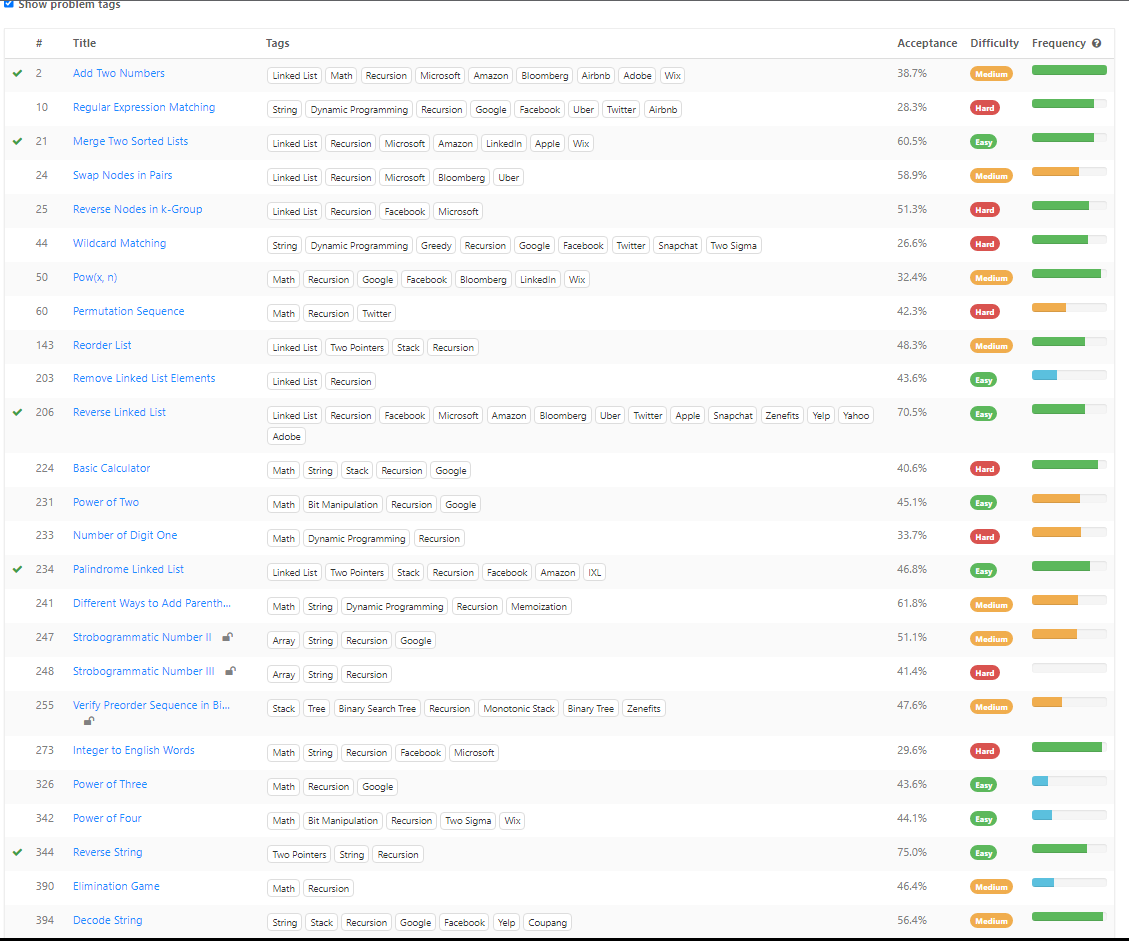 Show problem tags
# Title Tags Acceptance Difficulty Frequency
2 Add Two Numbers Linked List Math Recursion Microsoft Amazon Bloomberg Airbnb Adobe Wix 38.7% Medium
10 Regular Expression Matching String Dynamic Programming Recursion Google Facebook Uber Twitter Airbnb 28.3% Hard
21 Merge Two Sorted Lists Linked List Recursion Microsoft Amazon LinkedIn Apple Wix 60.5% Easy
24 Swap Nodes in Pairs Linked List Recursion Microsoft Bloomberg Uber 58.9% Medium
25 Reverse Nodes in k-Group Linked List Recursion Facebook Microsoft 51.3% Hard
44 Wildcard Matching String Dynamic Programming Greedy Recursion Google Facebook Twitter Snapchat Two Sigma 26.6% Hard
50 Pow(x, n) Math Recursion Google Facebook Bloomberg LinkedIn Wix 32.4% Medium
60 Permutation Sequence Math Recursion Twitter 42.3% Hard
143 Reorder List Linked List Two Pointers Stack Recursion 48.3% Medium
203 Remove Linked List Elements Linked List Recursion 43.6% Easy
206 Reverse Linked List Linked List Recursion Facebook Microsoft Amazon Bloomberg Uber Twitter Apple Snapchat Zenefits Yelp Yahoo 70.5% Easy
Adobe
224 Basic Calculator Math String Stack Recursion Google 40.6% Hard
231 Power of Two Math Bit Manipulation Recursion Google 45.1% Easy
233 Number of Digit One Math Dynamic Programming Recursion 33.7% Hard
234 Palindrome Linked List Linked List Two Pointers Stack Recursion Facebook Amazon IXL 46.8% Easy
241 Different Ways to Add Parenth... Math String Dynamic Programming Recursion Memoization 61.8% Medium
247 Strobogrammatic Number II Array String Recursion Google 51.1% Medium
248 Strobogrammatic Number III Array String Recursion 41.4% Hard
255 Verify Preorder Sequence in Bi... Stack Tree Binary Search Tree Recursion Monotonic Stack Binary Tree Zenefits 47.6% Medium
273 Integer to English Words Math String Recursion Facebook Microsoft 29.6% Hard
326 Power of Three Math Recursion Google 43.6% Easy
342 Power of Four Math Bit Manipulation Recursion Two Sigma Wix 44.1% Easy
344 Reverse String Two Pointers String Recursion 75.0% Easy
390 Elimination Game Math Recursion 46.4% Medium
394 Decode String String Stack Recursion Google Facebook Yelp Coupang 56.4% Medium